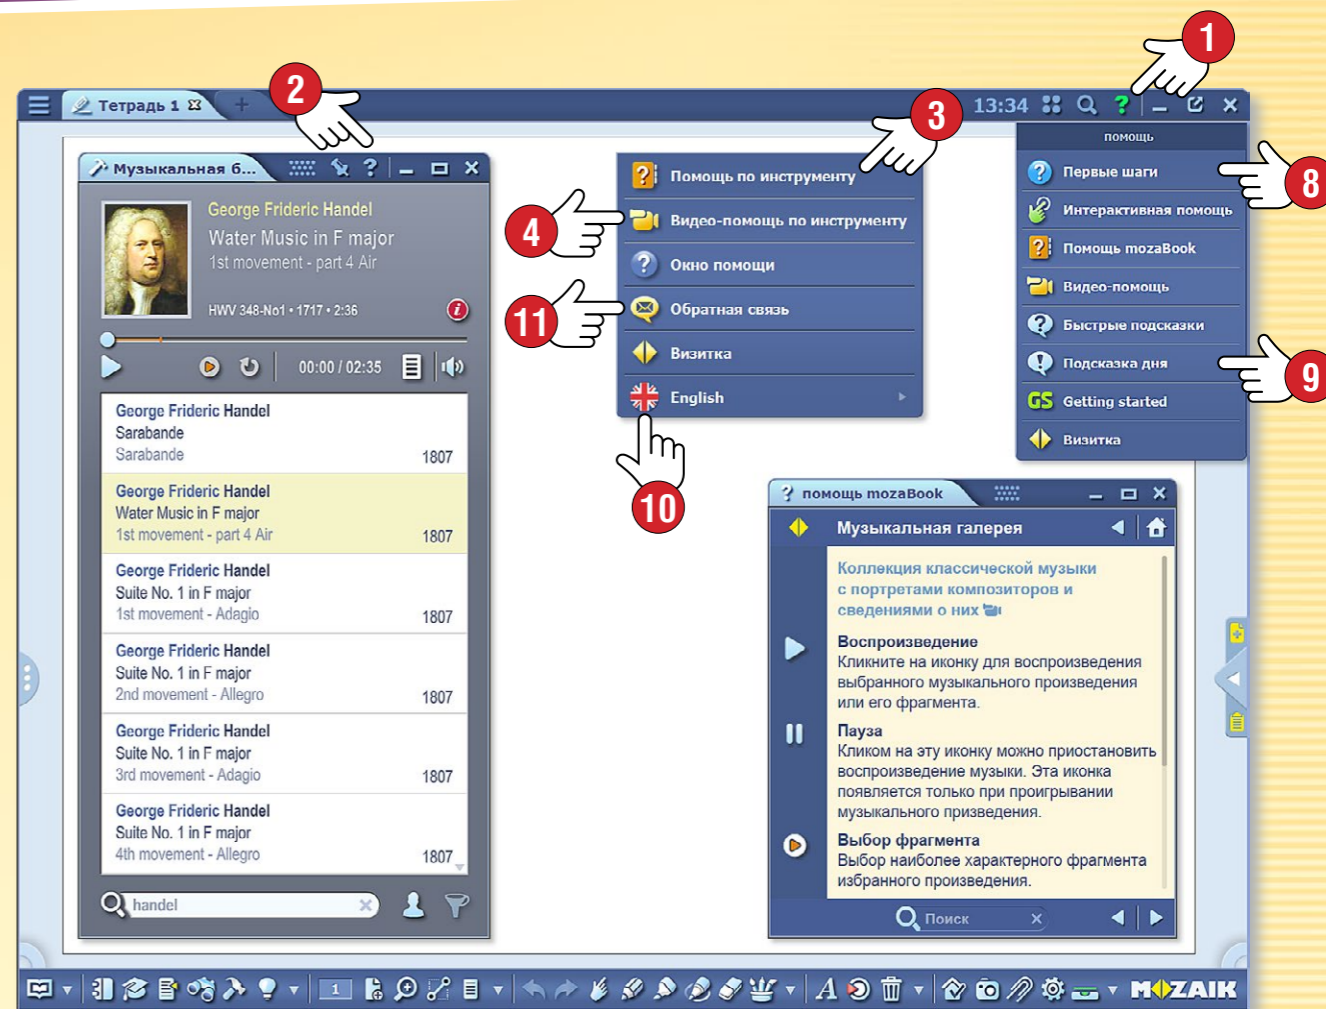 1
2
Тетрадь 1
+
3
13:34
?
Музыкальная б...
?
George Frideric Handel
Water Music in F major
1st movement - part 4 Air
HWV 348-No1 • 1717 • 2:36
i
00:00 / 02:35
George Frideric Handel
Sarabande
Sarabande 1807
George Frideric Handel
Water Music in F major
1st movement - part 4 Air 1807
George Frideric Handel
Suite No. 1 in F major
1st movement - Adagio 1807
George Frideric Handel
Suite No. 1 in F major
2nd movement - Allegro 1807
George Frideric Handel
Suite No. 1 in F major
3rd movement - Adagio 1807
George Frideric Handel
Suite No. 1 in F major
4th movement - Allegro 1807
handel
Помощь по инструменту
4
Видео-помощь по инструменту
Окно помощи
11
Обратная связь
Визитка
English
10
помощь
Первые шаги
8
Интерактивная помощь
Помощь mozaBook
Видео-помощь
Быстрые подсказки
Подсказка дня
9
GS Getting started
Визитка
? помощь mozaBook
Музыкальная галерея
Коллекция классической музыки
с портретами композиторов и
сведениями о них
Воспроизведение
Кликните на иконку для воспроизведения
выбранного музыкального произведения
или его фрагмента.
Пауза
Кликом на эту иконку можно приостановить
воспроизведение музыки. Эта иконка
появляется только при проигрывании
музыкального призведения.
Выбор фрагмента
Выбор наиболее характерного фрагмента
избранного произведения.
Поиск
1
A
MOZAIK